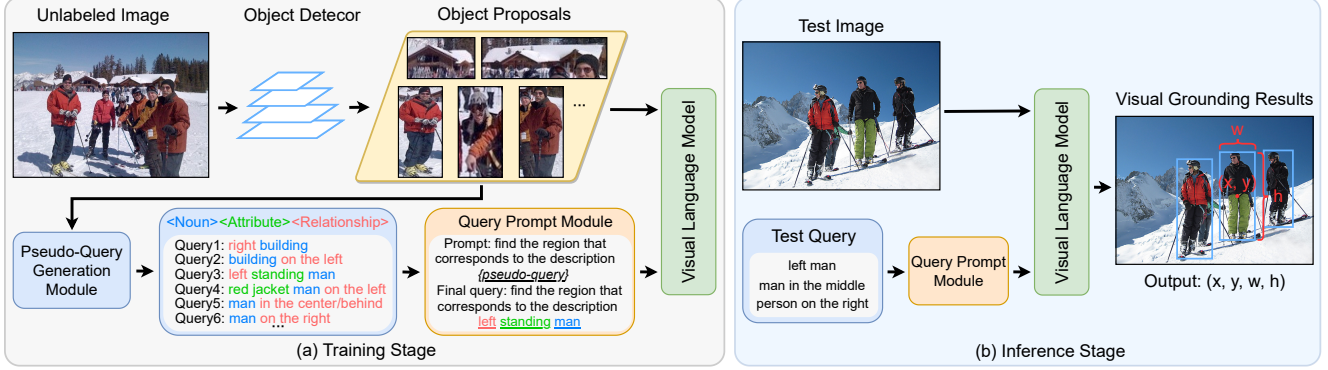 Unlabeled Image
Object Detecor
Object Proposals
...
Visual Language Model
Pseudo-Query
Generation
Module
<Noun><Attribute><Relationship>
Query1: right building
Query2: building on the left
Query3: left standing man
Query4: red jacket man on the left
Query5: man in the center/behind
Query6: man on the right
...
Query Prompt Module
Prompt: find the region that
corresponds to the description
{pseudo-query}
Final query: find the region that
corresponds to the description
left standing man
(a) Training Stage
Test Image
Test Query
left man
man in the middle
person on the right
Query Prompt
Module
Visual Language Model
Visual Grounding Results
w
(x, y)
h
Output: (x, y, w, h)
(b) Inference Stage